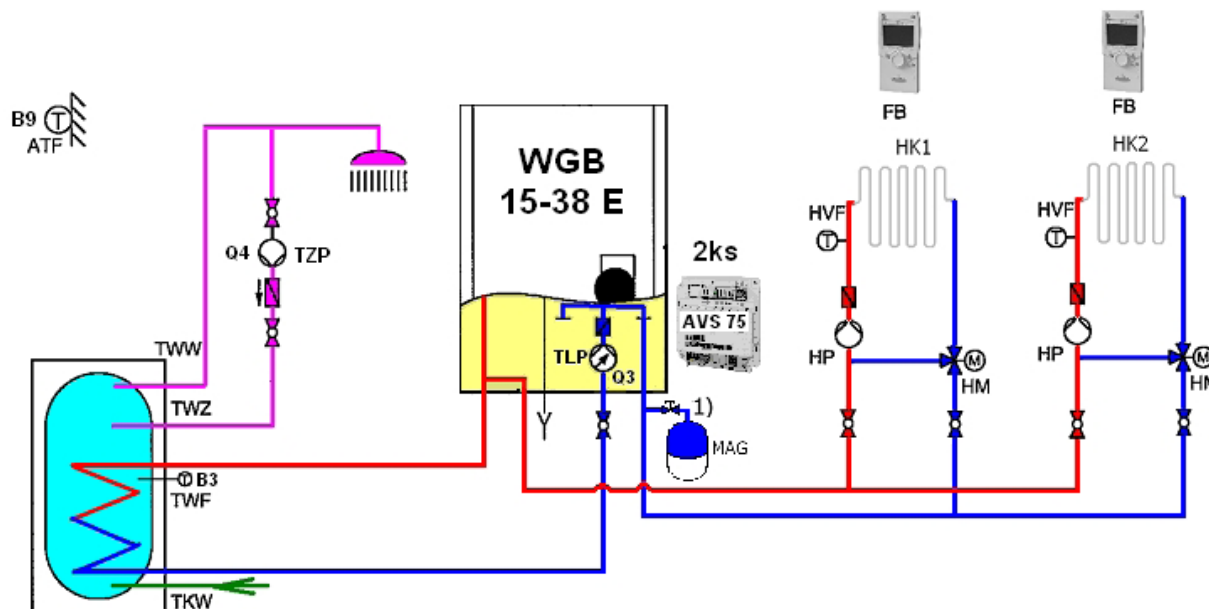 FB
FB
B9
T
ATF
WGB
15-38 E
HK1
HK2
HVF
T
HVF
T
Q4
TZP
2ks
AVS 75
TLP
Q3
HP
M
HM
HP
M
HM
TWW
TWZ
1)
MAG
T
B3
TWF
TKW